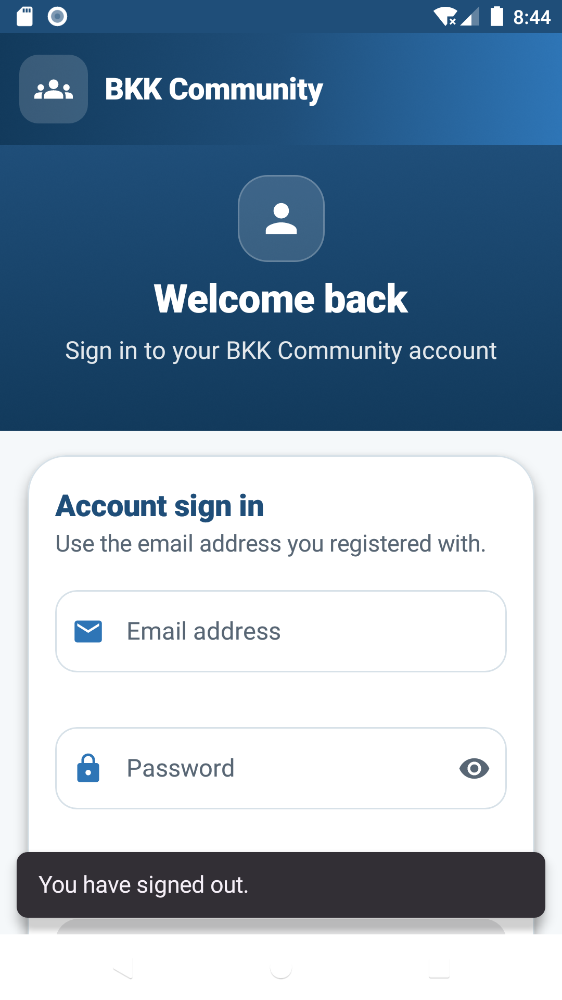 8:44
BKK Community
Welcome back
Sign in to your BKK Community account
Account sign in
Use the email address you registered with.
Email address
Password
You have signed out.